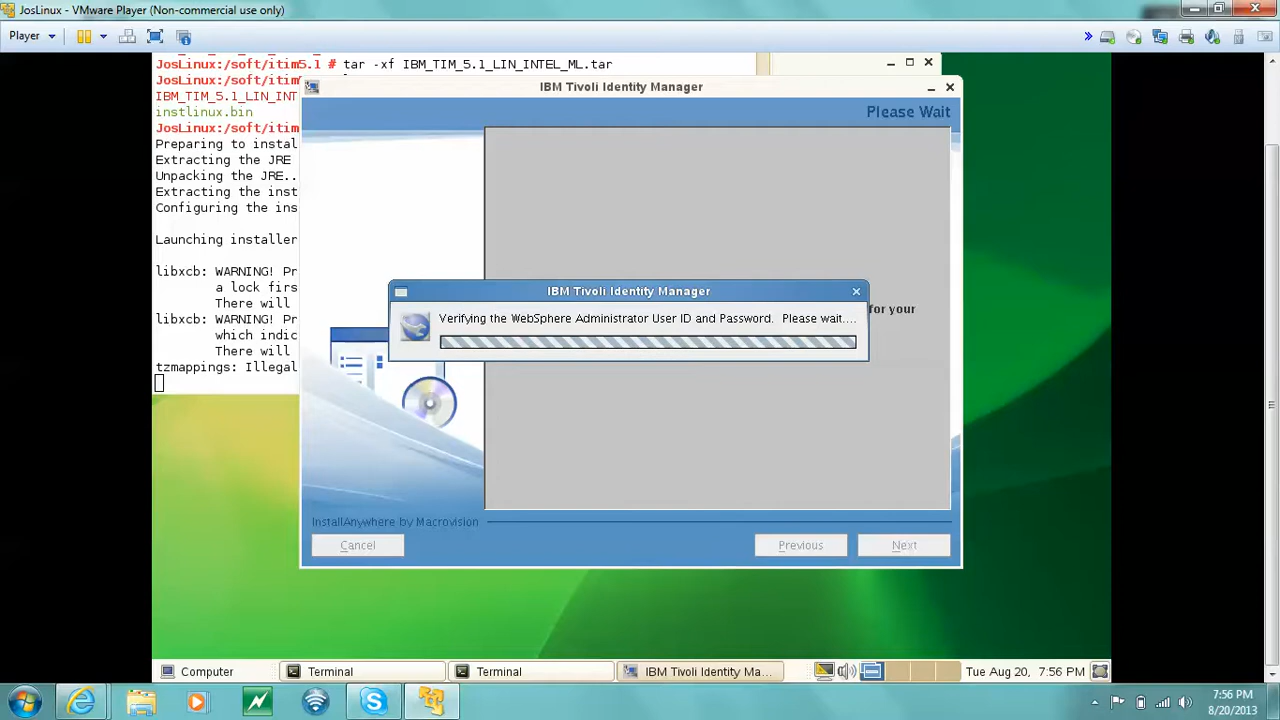 JosLinux - VMware Player (Non-commercial use only)
Player
JosLinux:/soft/itim5.1 # tar -xf IBM_TIM_5.1_LIN_INTEL_ML.tar
JosLinux:/soft/itim
IBM_TIM_5.1_LIN_INT
instlinux.bin
JosLinux:/soft/itim
Preparing to instal
Extracting the JRE
Unpacking the JRE..
Extracting the inst
Configuring the ins
Launching installer
libxcb: WARNING! Pr
a lock firs
There will
libxcb: WARNING! Pr
which indic
There will
tzmappings: Illegal
IBM Tivoli Identity Manager
Please Wait
for your
IBM Tivoli Identity Manager
Verifying the WebSphere Administrator User ID and Password. Please wait....
InstallAnywhere by Macrovision
Cancel
Previous
Next
Computer
Terminal
Terminal
IBM Tivoli Identity Ma...
Tue Aug 20, 7:56 PM
7:56 PM
8/20/2013